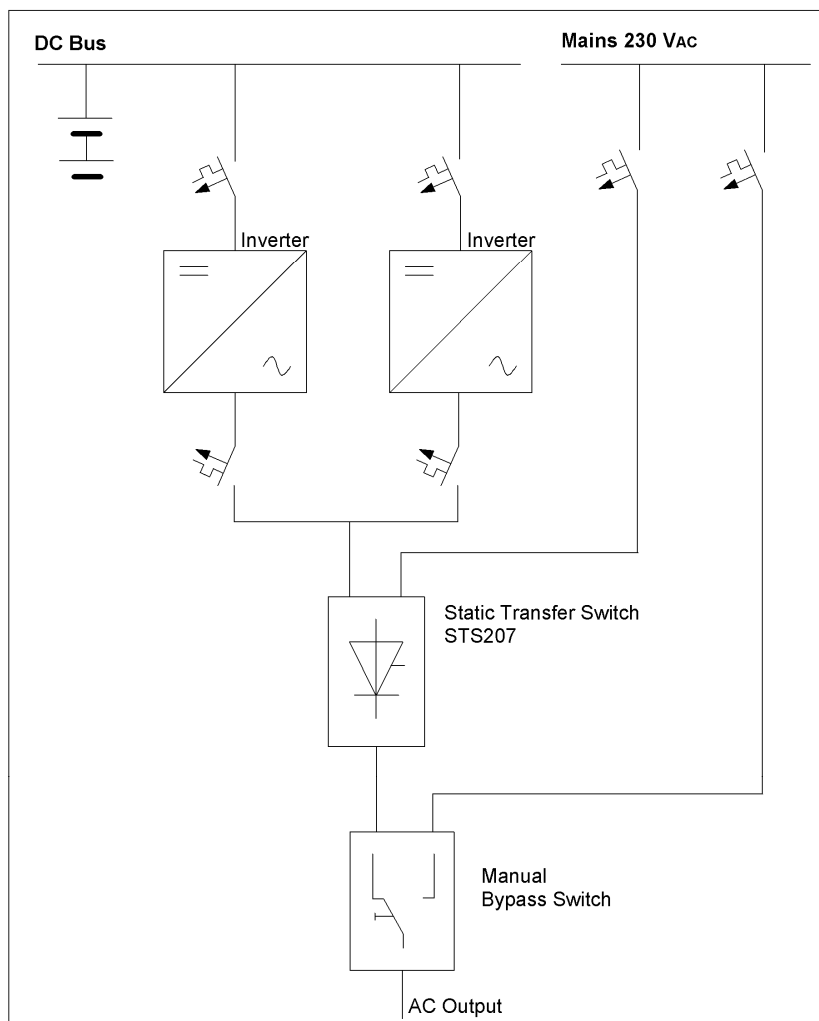 DC Bus
Mains 230 VAC
Inverter
Inverter
Static Transfer Switch
STS207
Manual
Bypass Switch
AC Output